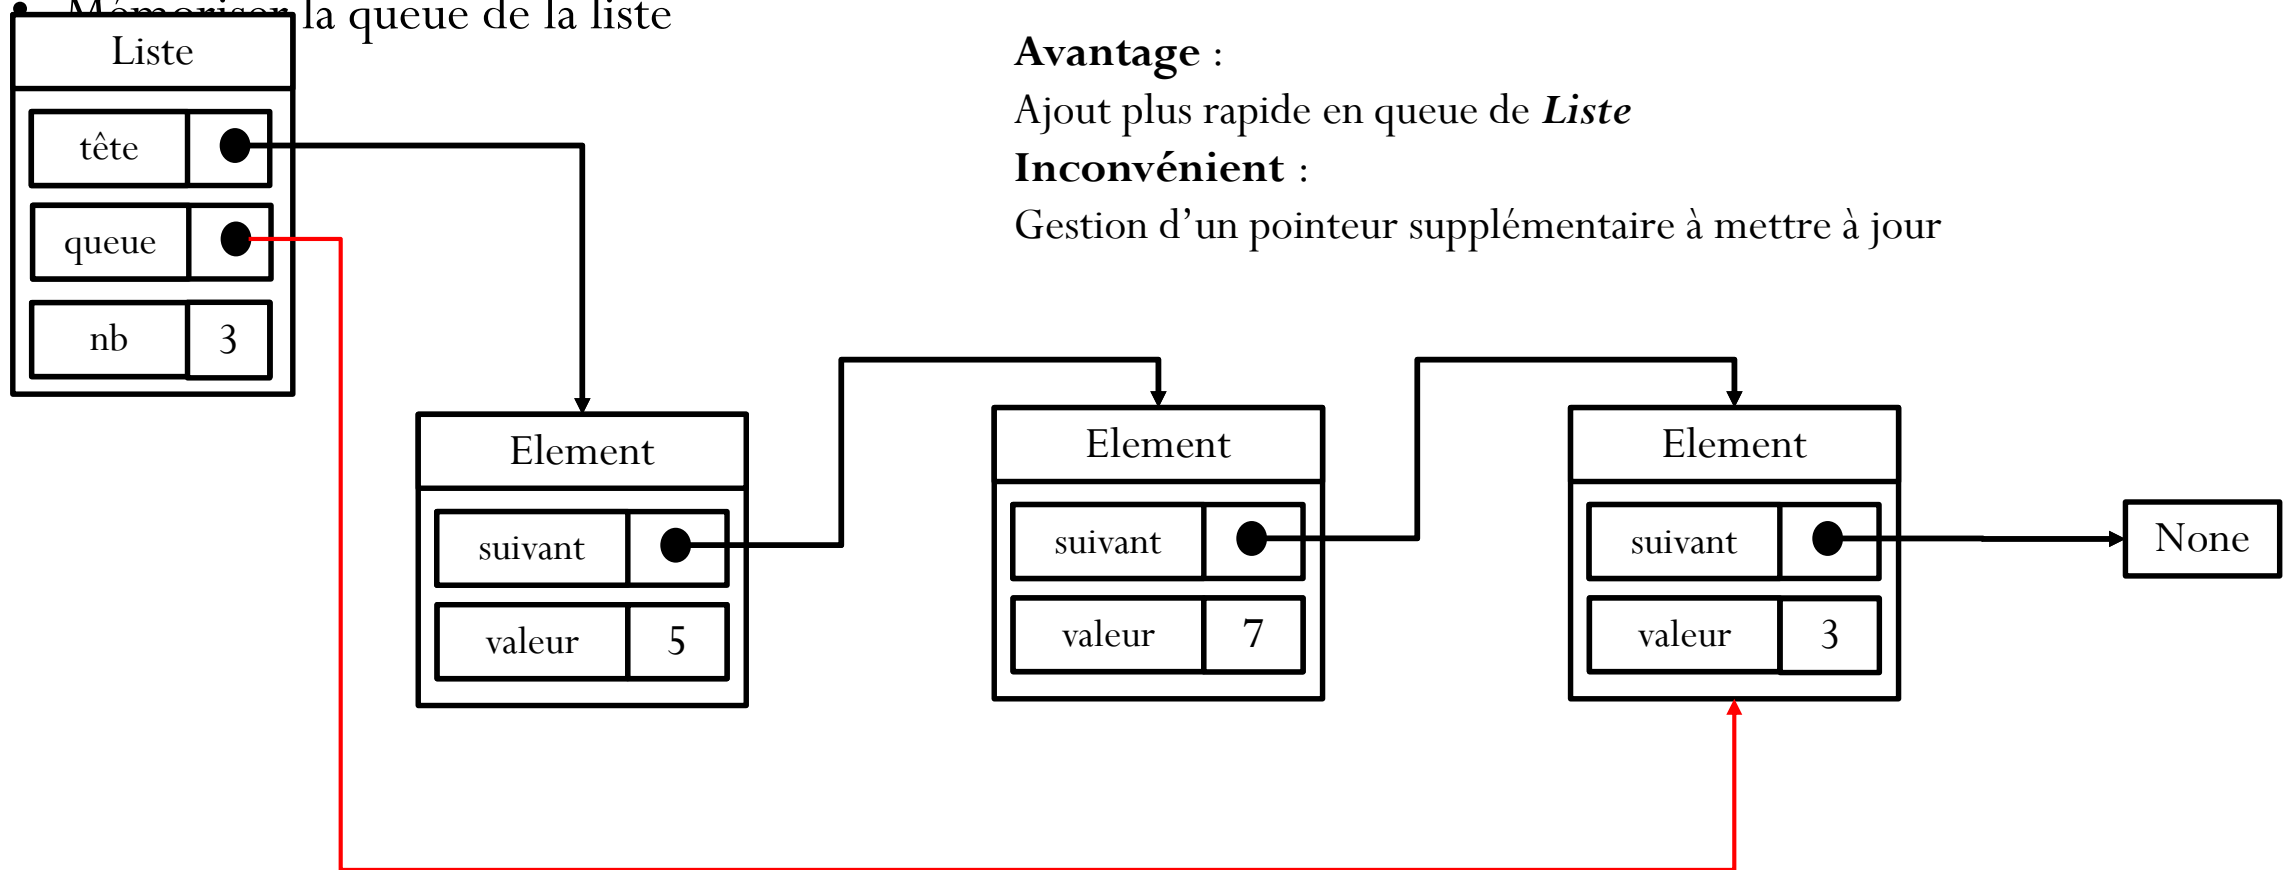 • Mémoriser la queue de la liste
Liste
tête
queue
nb 3
Avantage :
Ajout plus rapide en queue de Liste
Inconvénient :
Gestion d’un pointeur supplémentaire à mettre à jour
Element
suivant
valeur 5
Element
suivant
valeur 7
Element
suivant
valeur 3
None